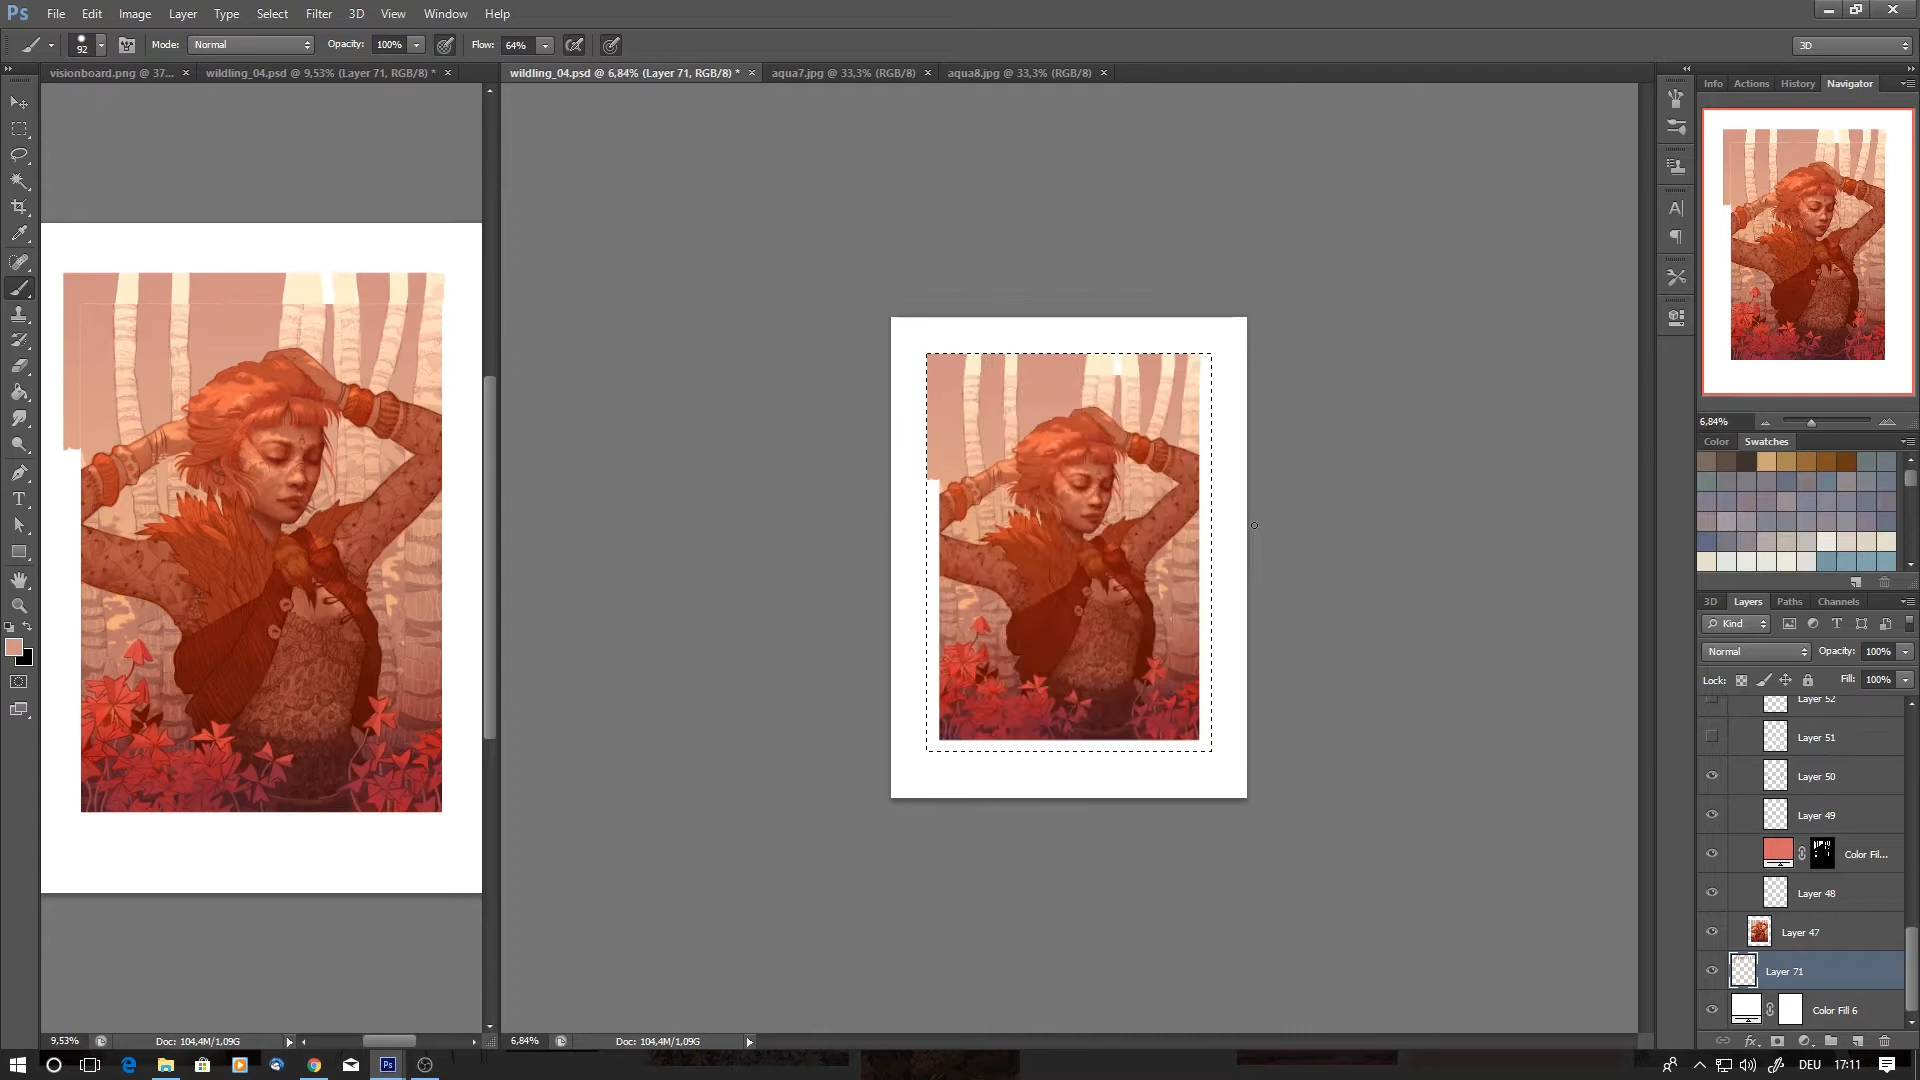 Ps File Edit Image Layer Type Select Filter 3D View Window Help
92 Mode: Normal Opacity: 100% Flow: 64% 3D
visionboard.png @ 37... × wildling_04.psd @ 9,53% (Layer 71, RGB/8) * × wildling_04.psd @ 6,84% (Layer 71, RGB/8) * × aqua7.jpg @ 33,3% (RGB/8) × aqua8.jpg @ 33,3% (RGB/8) ×
Info Actions History Navigator
6,84%
Color Swatches
3D Layers Paths Channels
Kind
Normal Opacity: 100%
Lock: Fill: 100%
Layer 52
Layer 51
Layer 50
Layer 49
Color Fil...
Layer 48
Layer 47
Layer 71
Color Fill 6
9,53% Doc: 104,4M/1,09G 6,84% Doc: 104,4M/1,09G
Ps DEU 17:11